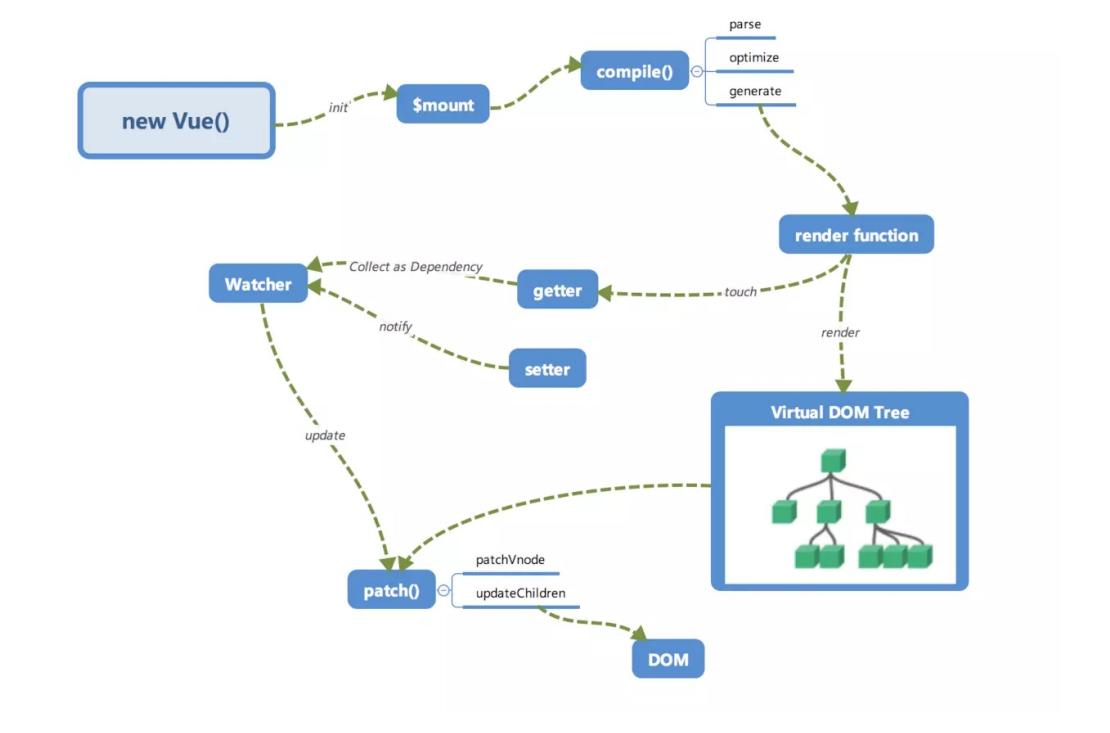 parse
optimize
compile()
generate
new Vue()
init
$mount
render function
Collect as Dependency
Watcher
getter
touch
notify
render
setter
Virtual DOM Tree
update
patchVnode
patch()
updateChildren
DOM